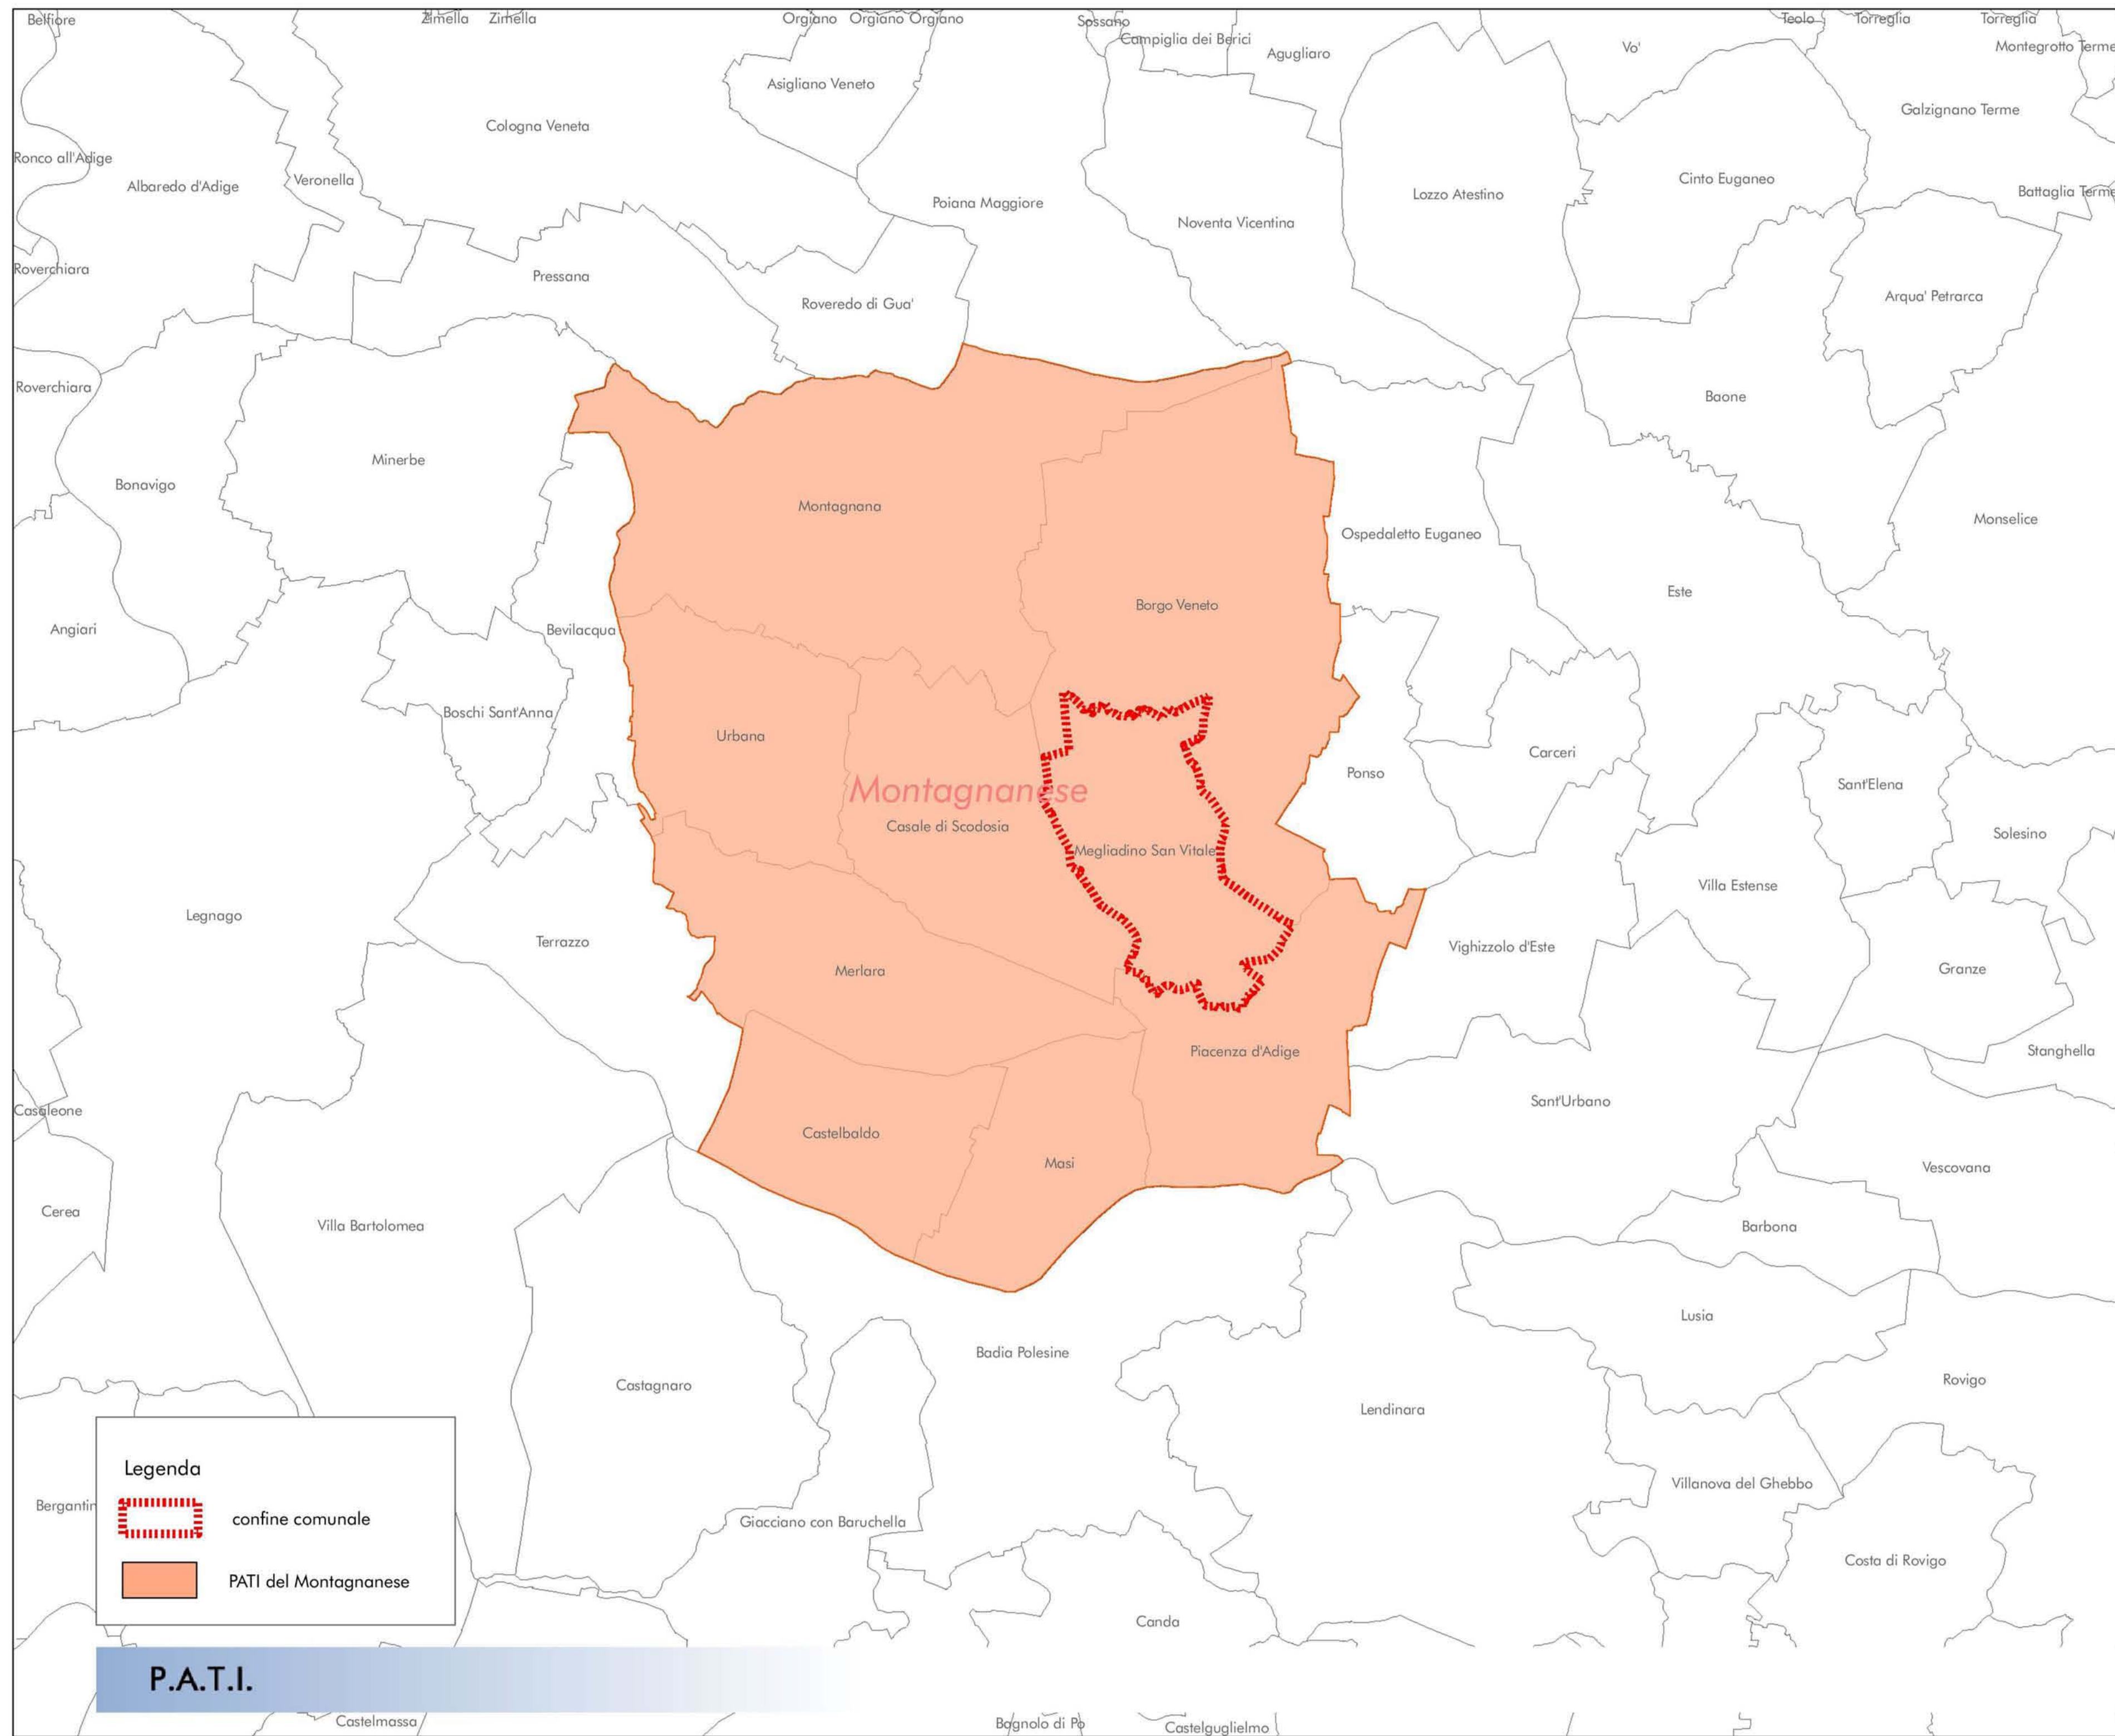 Belfiore
Zimella
Zimella
Orgiano
Orgiano
Orgiano
Sossano
Campiglia dei Berici
Agugliaro
Vo'
Teolo
Torreglia
Torreglia
Montegrotto Terme
Asigliano Veneto
Galzignano Terme
Cologna Veneta
Ronco all'Adige
Albaredo d'Adige
Veronella
Poiana Maggiore
Noventa Vicentina
Lozzo Atestino
Cinto Euganeo
Battaglia Terme
Roverchiara
Pressana
Roveredo di Gua'
Arqua' Petrarca
Roverchiara
Baone
Minerbe
Bonavigo
Montagnana
Ospedaletto Euganeo
Monselice
Este
Borgo Veneto
Angiari
Bevilacqua
Boschi Sant'Anna
Urbana
Carceri
Ponso
Sant'Elena
Montagnanese
Casale di Scodosia
Solesino
Megliadino San Vitale
Villa Estense
Legnago
Terrazzo
Vighizzolo d'Este
Merlara
Granze
Piacenza d'Adige
Stanghella
Casaleone
Sant'Urbano
Castelbaldo
Masi
Vescovana
Cerea
Villa Bartolomea
Barbona
Lusia
Badia Polesine
Castagnaro
Rovigo
Lendinara
Villanova del Ghebbo
Legenda
confine comunale
PATI del Montagnanese
Bergantin
Giacciano con Baruchella
Costa di Rovigo
Canda
P.A.T.I.
Castelmassa
Bagnolo di Po
Castelguglielmo